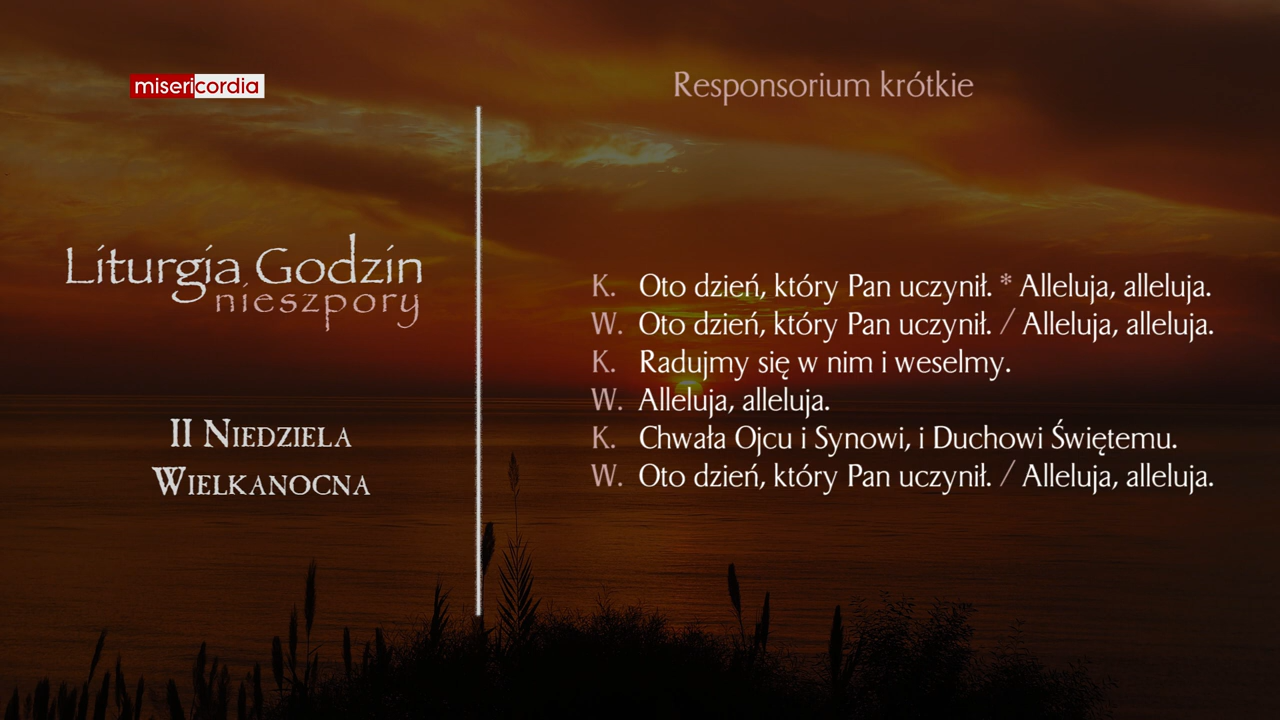 misericordia
Responsorium krótkie
Liturgia Godzin
nieszpory
II Niedziela
Wielkanocna
K. Oto dzień, który Pan uczynił. * Alleluja, alleluja.
W. Oto dzień, który Pan uczynił. / Alleluja, alleluja.
K. Radujmy się w nim i weselmy.
W. Alleluja, alleluja.
K. Chwała Ojcu i Synowi, i Duchowi Świętemu.
W. Oto dzień, który Pan uczynił. / Alleluja, alleluja.